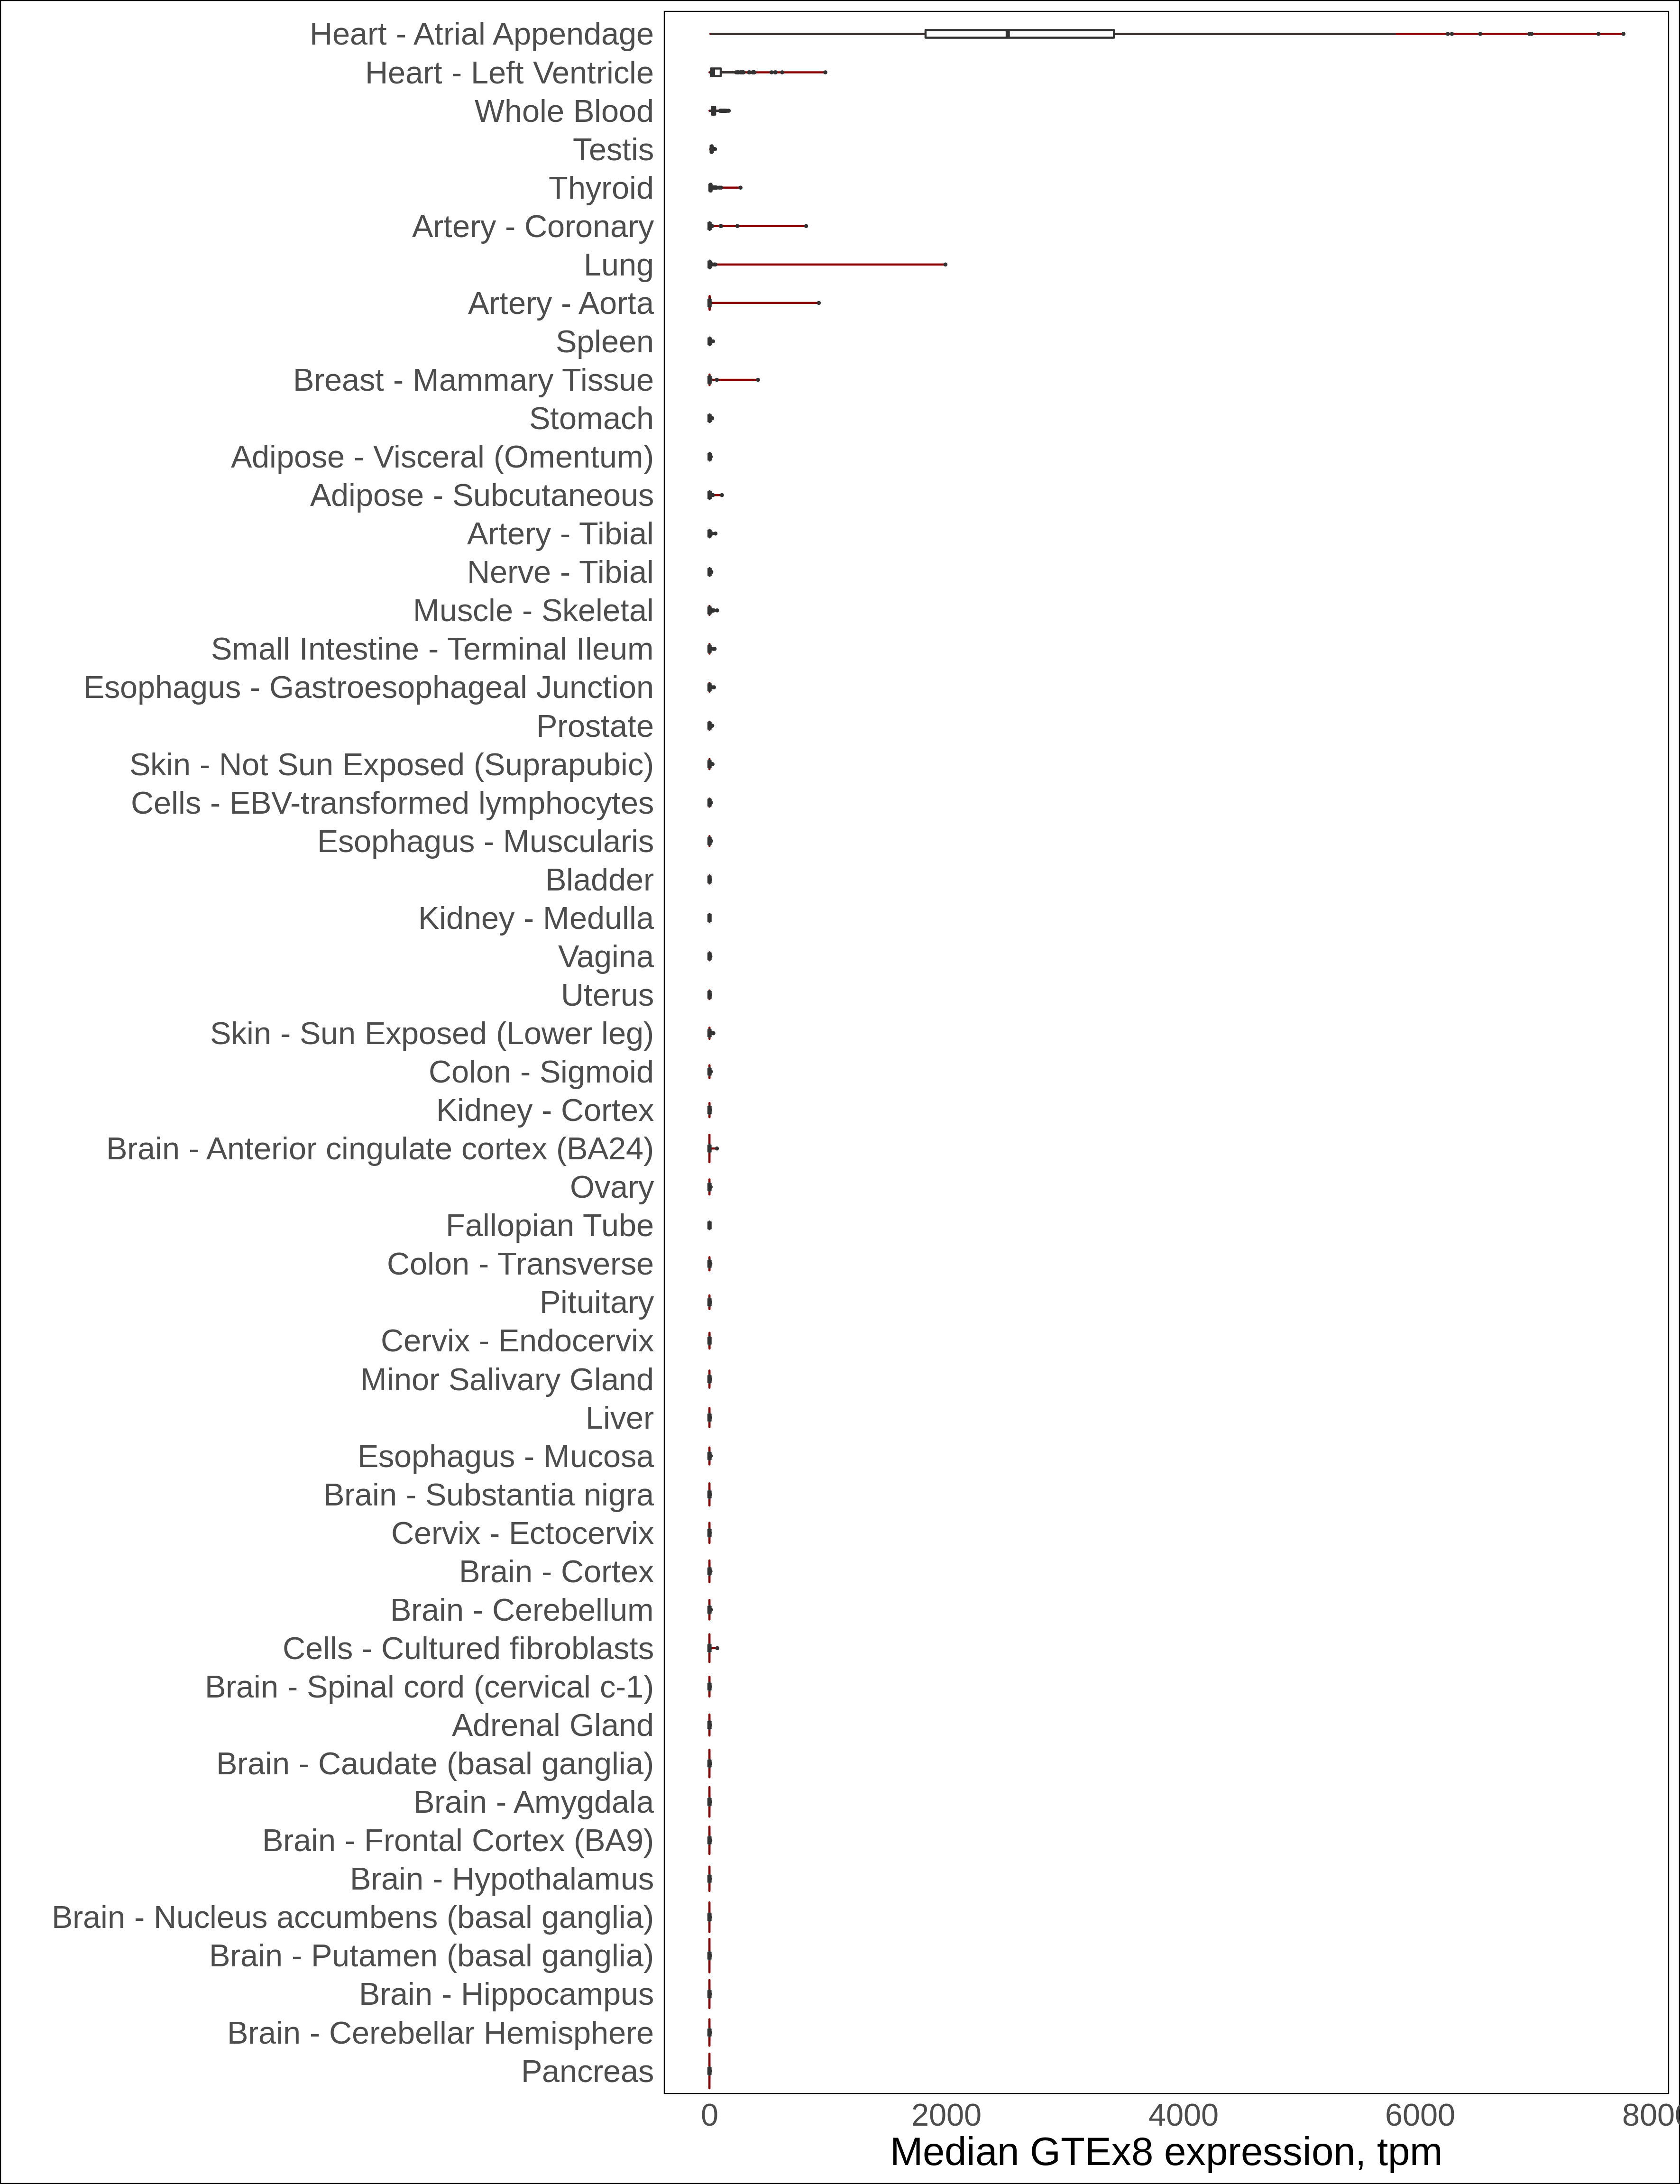 Heart - Atrial Appendage
Heart - Left Ventricle
Whole Blood
Testis
Thyroid
Artery - Coronary
Lung
Artery - Aorta
Spleen
Breast - Mammary Tissue
Stomach
Adipose - Visceral (Omentum)
Adipose - Subcutaneous
Artery - Tibial
Nerve - Tibial
Muscle - Skeletal
Small Intestine - Terminal Ileum
Esophagus - Gastroesophageal Junction
Prostate
Skin - Not Sun Exposed (Suprapubic)
Cells - EBV-transformed lymphocytes
Esophagus - Muscularis
Bladder
Kidney - Medulla
Vagina
Uterus
Skin - Sun Exposed (Lower leg)
Colon - Sigmoid
Kidney - Cortex
Brain - Anterior cingulate cortex (BA24)
Ovary
Fallopian Tube
Colon - Transverse
Pituitary
Cervix - Endocervix
Minor Salivary Gland
Liver
Esophagus - Mucosa
Brain - Substantia nigra
Cervix - Ectocervix
Brain - Cortex
Brain - Cerebellum
Cells - Cultured fibroblasts
Brain - Spinal cord (cervical c-1)
Adrenal Gland
Brain - Caudate (basal ganglia)
Brain - Amygdala
Brain - Frontal Cortex (BA9)
Brain - Hypothalamus
Brain - Nucleus accumbens (basal ganglia)
Brain - Putamen (basal ganglia)
Brain - Hippocampus
Brain - Cerebellar Hemisphere
Pancreas
0 2000 4000 6000 8000
Median GTEx8 expression, tpm